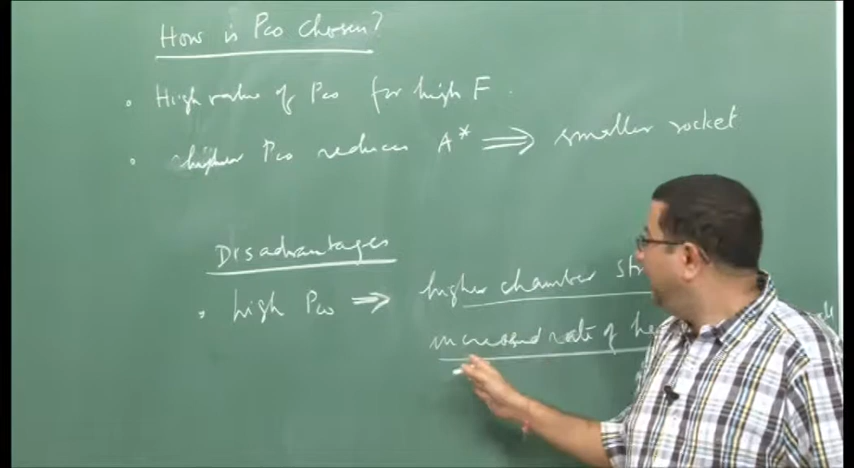 How is Pco chosen?
• High value of Pco for high F.
• higher Pco reduces A* ⟹ smaller rocket
Disadvantages
• high Pco ⇒ higher chamber
increased rate of